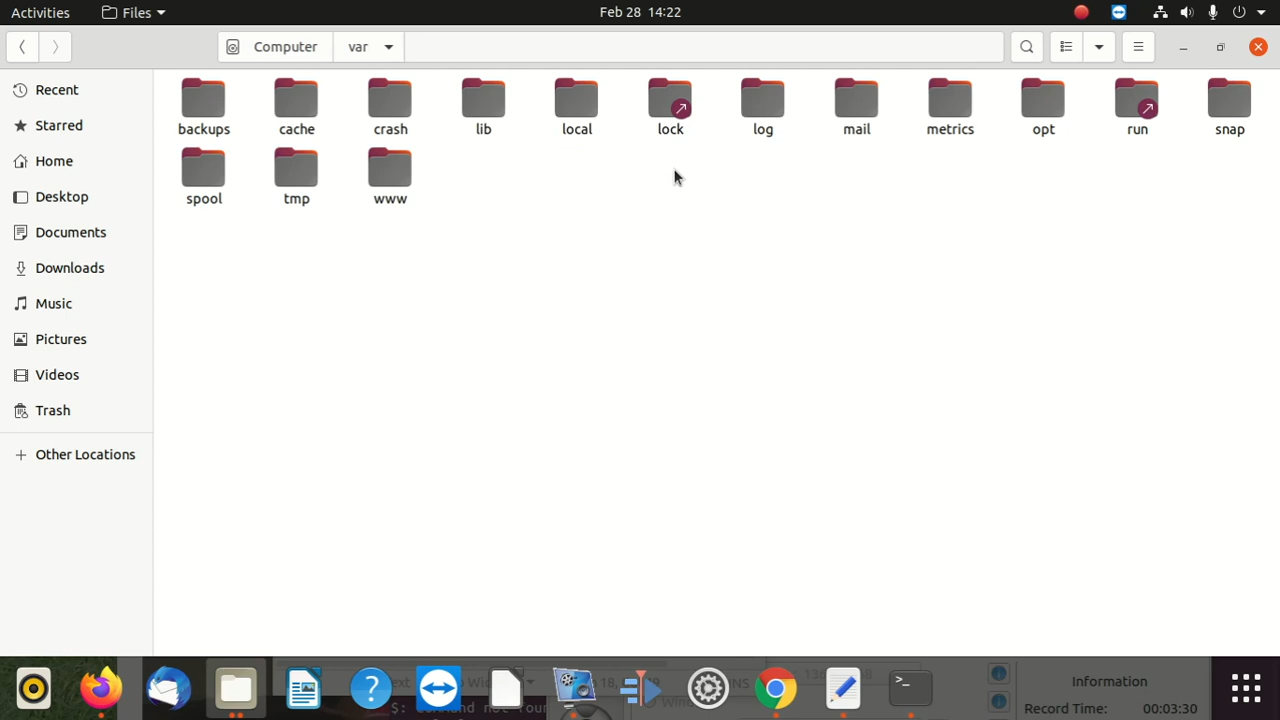 Activities Files Feb 28 14:22
Computer var
Recent
Starred
Home
Desktop
Documents
Downloads
Music
Pictures
Videos
Trash
Other Locations
backups cache crash lib local lock log mail metrics opt run snap
spool tmp www
Information
Record Time: 00:03:30